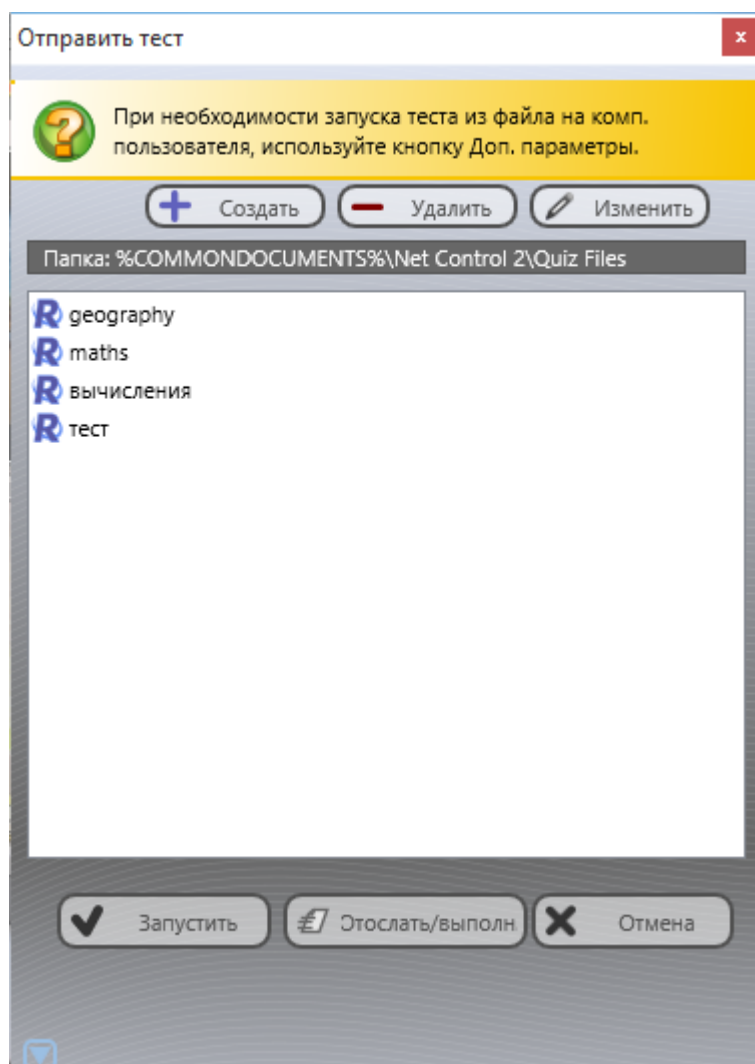 Отправить тест
x
При необходимости запуска теста из файла на комп.
пользователя, используйте кнопку Доп. параметры.
Создать
Удалить
Изменить
Папка: %COMMONDOCUMENTS%\Net Control 2\Quiz Files
geography
maths
вычисления
тест
Запустить
Отослать/выполн
Отмена